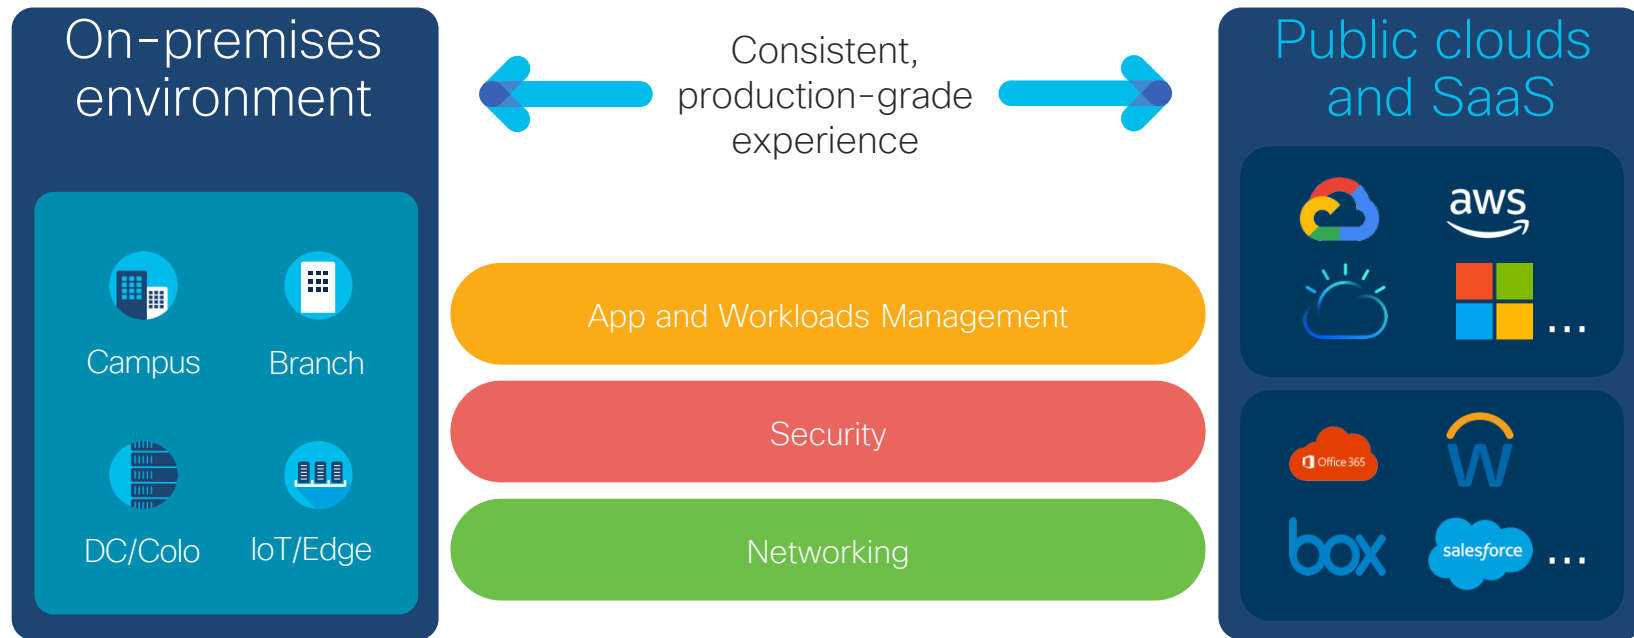 On-premises
environment
Consistent,
production-grade
experience
Public clouds
and SaaS
Campus
Branch
DC/Colo
IoT/Edge
App and Workloads Management
Security
Networking
aws
...
Office 365
W
box
salesforce
...